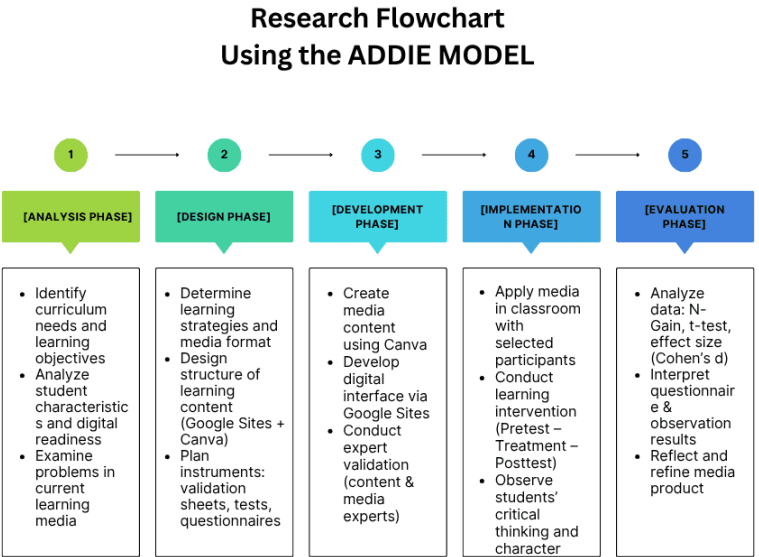 Research Flowchart
Using the ADDIE MODEL
1
2
3
4
5
[ANALYSIS PHASE]
[DESIGN PHASE]
[DEVELOPMENT
PHASE]
[IMPLEMENTATIO
N PHASE]
[EVALUATION
PHASE]
• Identify
curriculum
needs and
learning
objectives
• Analyze
student
characteristic
s and digital
readiness
• Examine
problems in
current
learning
media
• Determine
learning
strategies and
media format
• Design
structure of
learning
content
(Google Sites +
Canva)
• Plan
instruments:
validation
sheets, tests,
questionnaires
• Create
media
content
using Canva
• Develop
digital
interface via
Google Sites
• Conduct
expert
validation
(content &
media
experts)
• Apply media
in classroom
with
selected
participants
• Conduct
learning
intervention
(Pretest –
Treatment –
Posttest)
• Observe
students’
critical
thinking and
character
• Analyze
data: N-
Gain, t-test,
effect size
(Cohen’s d)
• Interpret
questionnair
e &
observation
results
• Reflect and
refine media
product